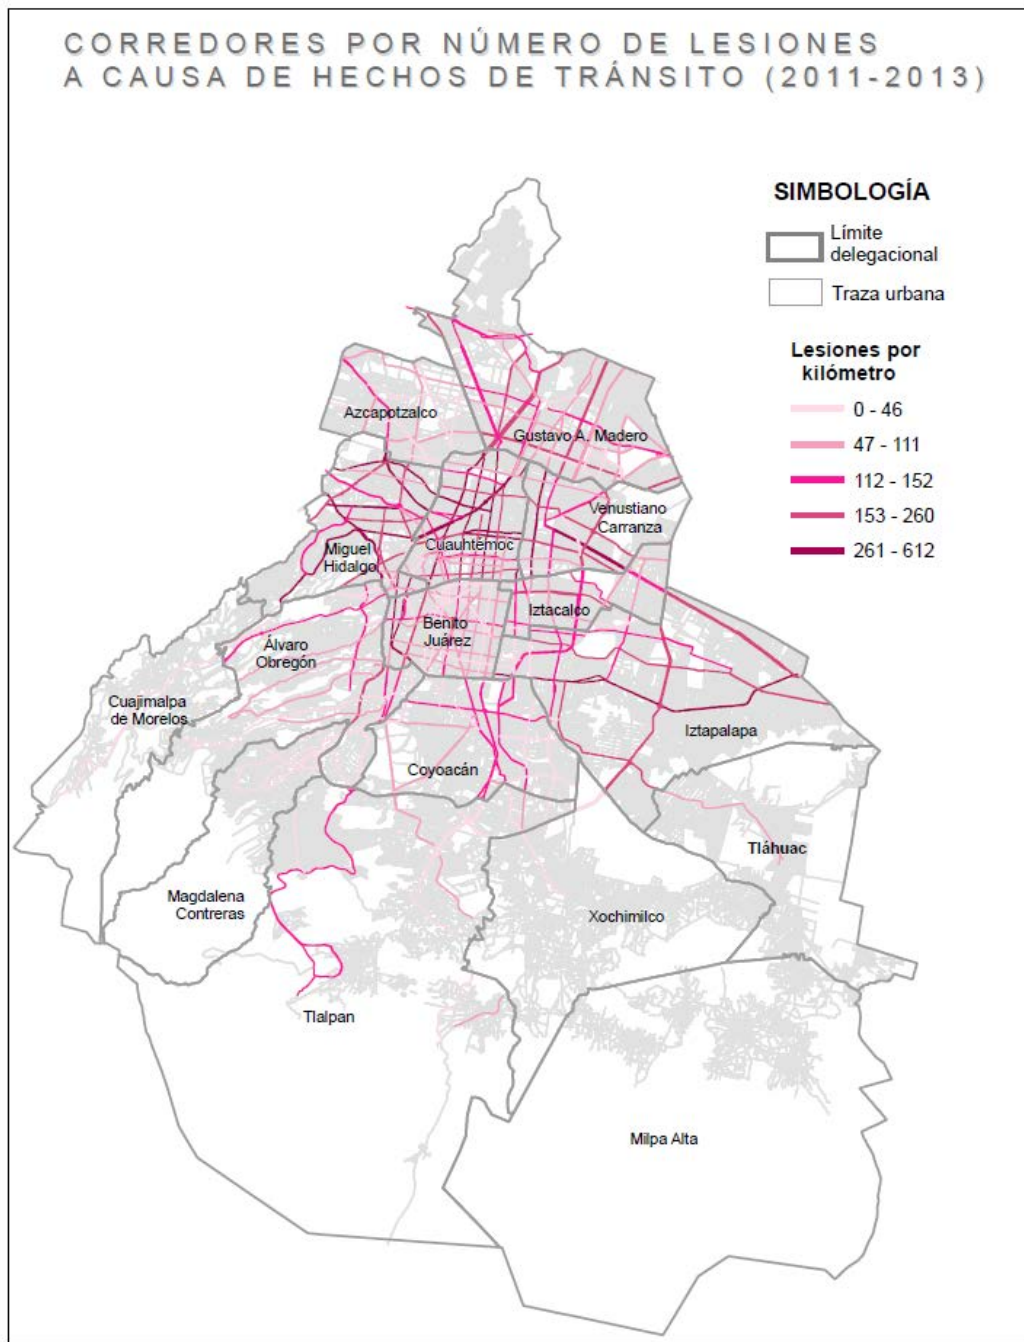 CORREDORES POR NÚMERO DE LESIONES
A CAUSA DE HECHOS DE TRÁNSITO (2011-2013)
SIMBOLOGÍA
Límite
delegacional
Traza urbana
Lesiones por
kilómetro
0 - 46
47 - 111
112 - 152
153 - 260
261 - 612
Azcapotzalco
Gustavo A. Madero
Venustiano
Carranza
Cuauhtémoc
Miguel
Hidalgo
Iztacalco
Benito
Juárez
Álvaro
Obregón
Cuajimalpa
de Morelos
Iztapalapa
Coyoacán
Tláhuac
Magdalena
Contreras
Xochimilco
Tlalpan
Milpa Alta